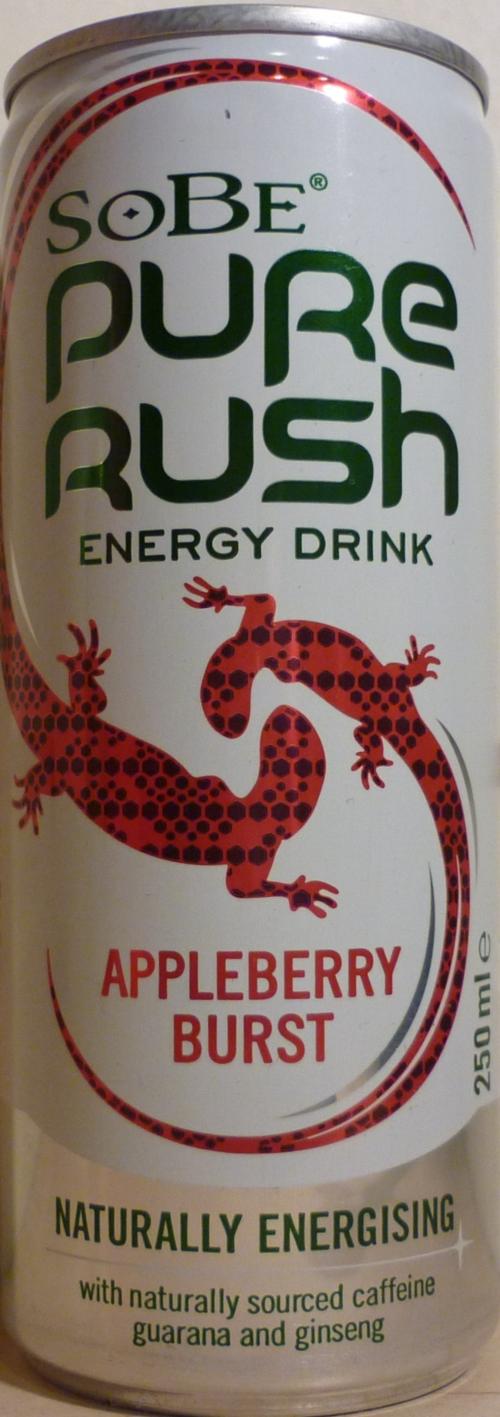 SoBE®
PURE
RUSH
ENERGY DRINK
APPLEBERRY
BURST
250 ml e
NATURALLY ENERGISING
with naturally sourced caffeine
guarana and ginseng